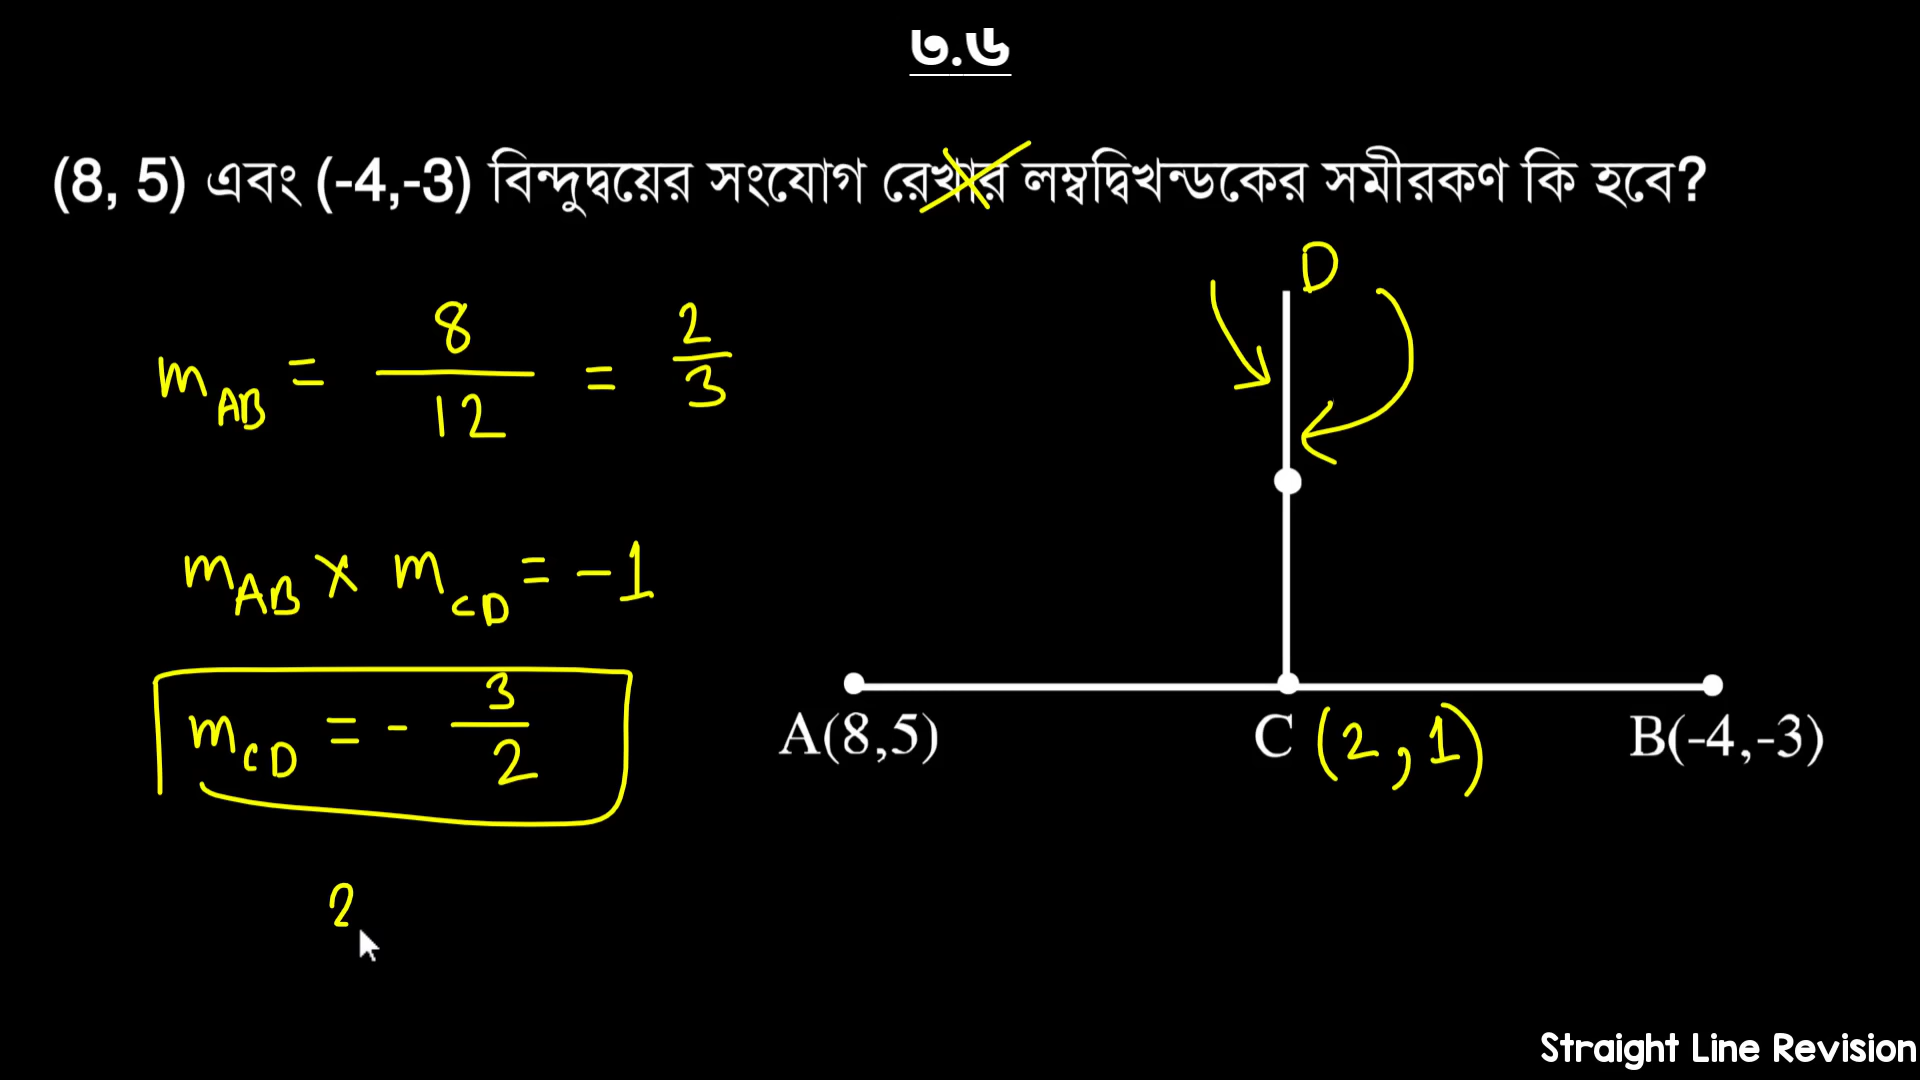 ৩.৬
(8, 5) এবং (-4,-3) বিন্দুদ্বয়ের সংযোগ রেখার লম্বদ্বিখন্ডকের সমীরকণ কি হবে?
D
m_AB = 8/12 = 2/3
m_AB × m_CD = -1
m_CD = - 3/2
A(8,5) C (2, 1) B(-4,-3)
2
Straight Line Revision